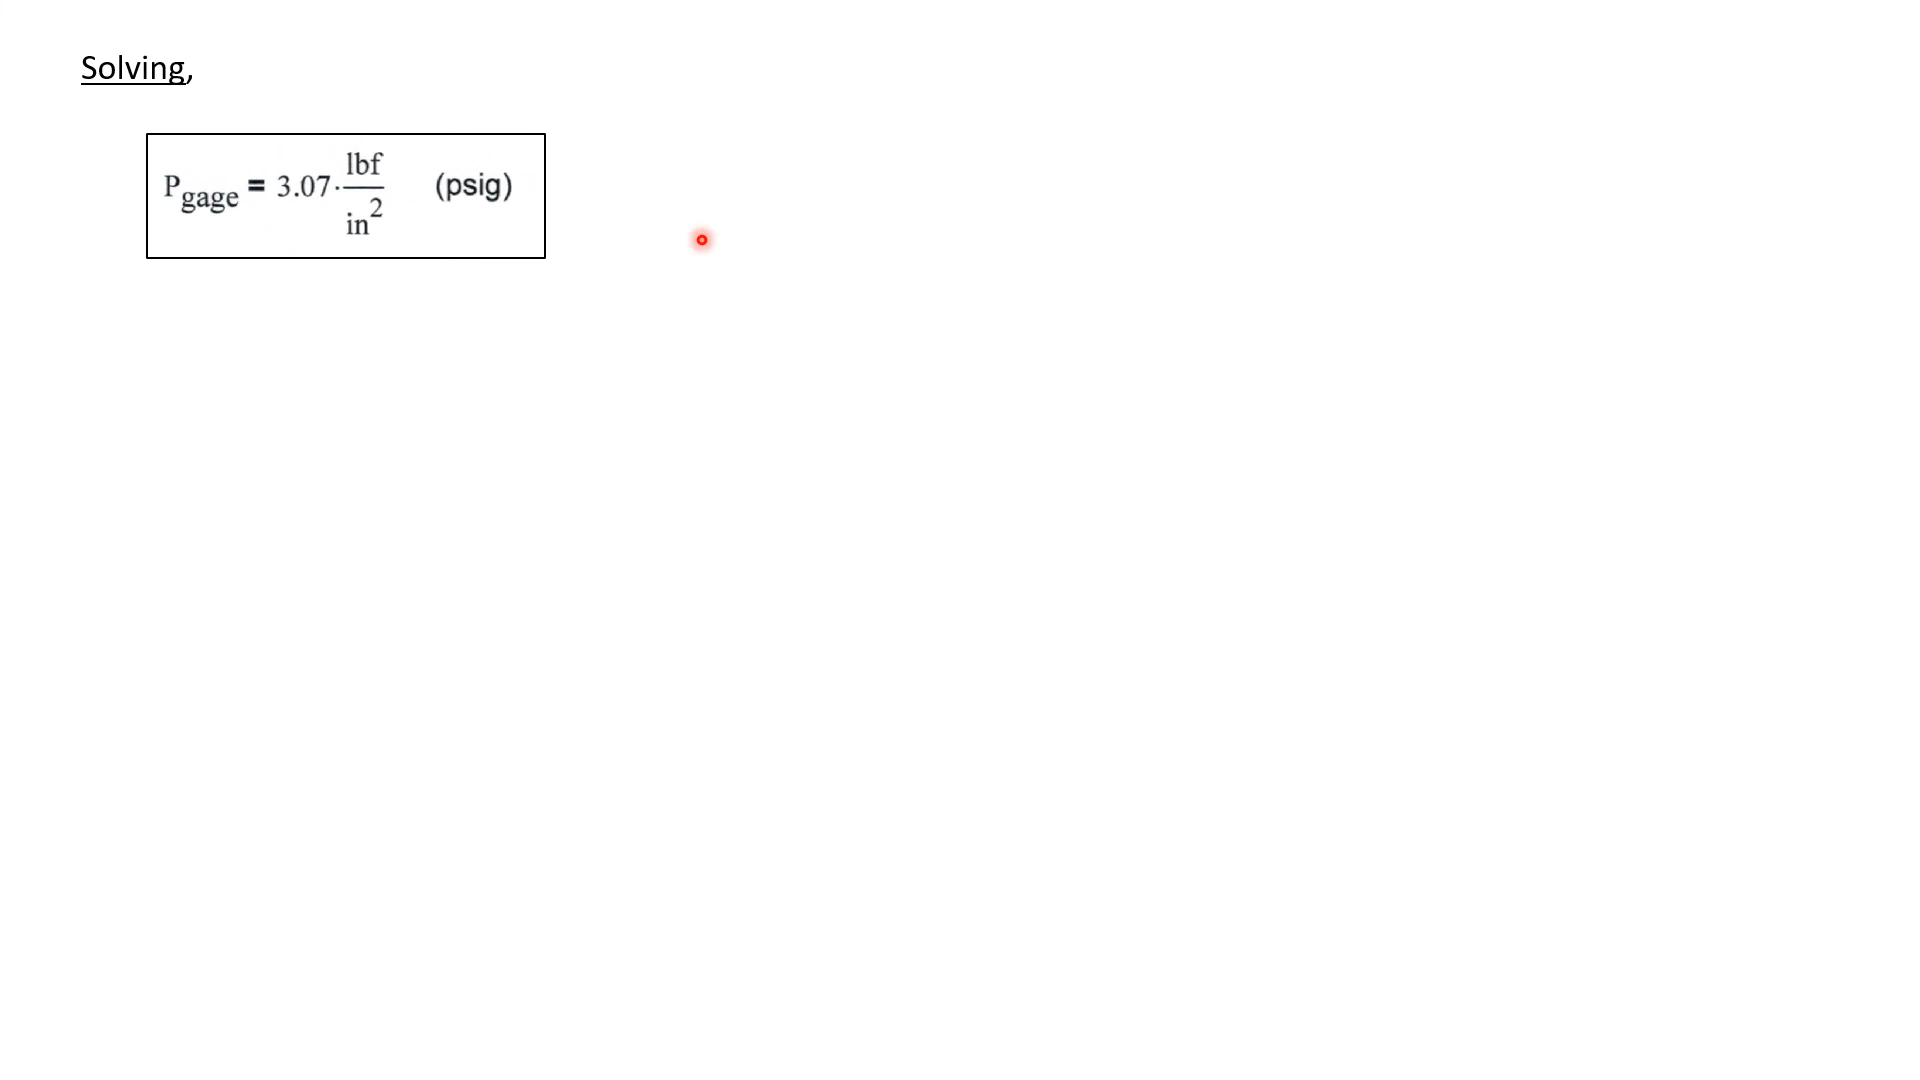 Solving,
P_gage = 3.07· lbf/in^2 (psig)